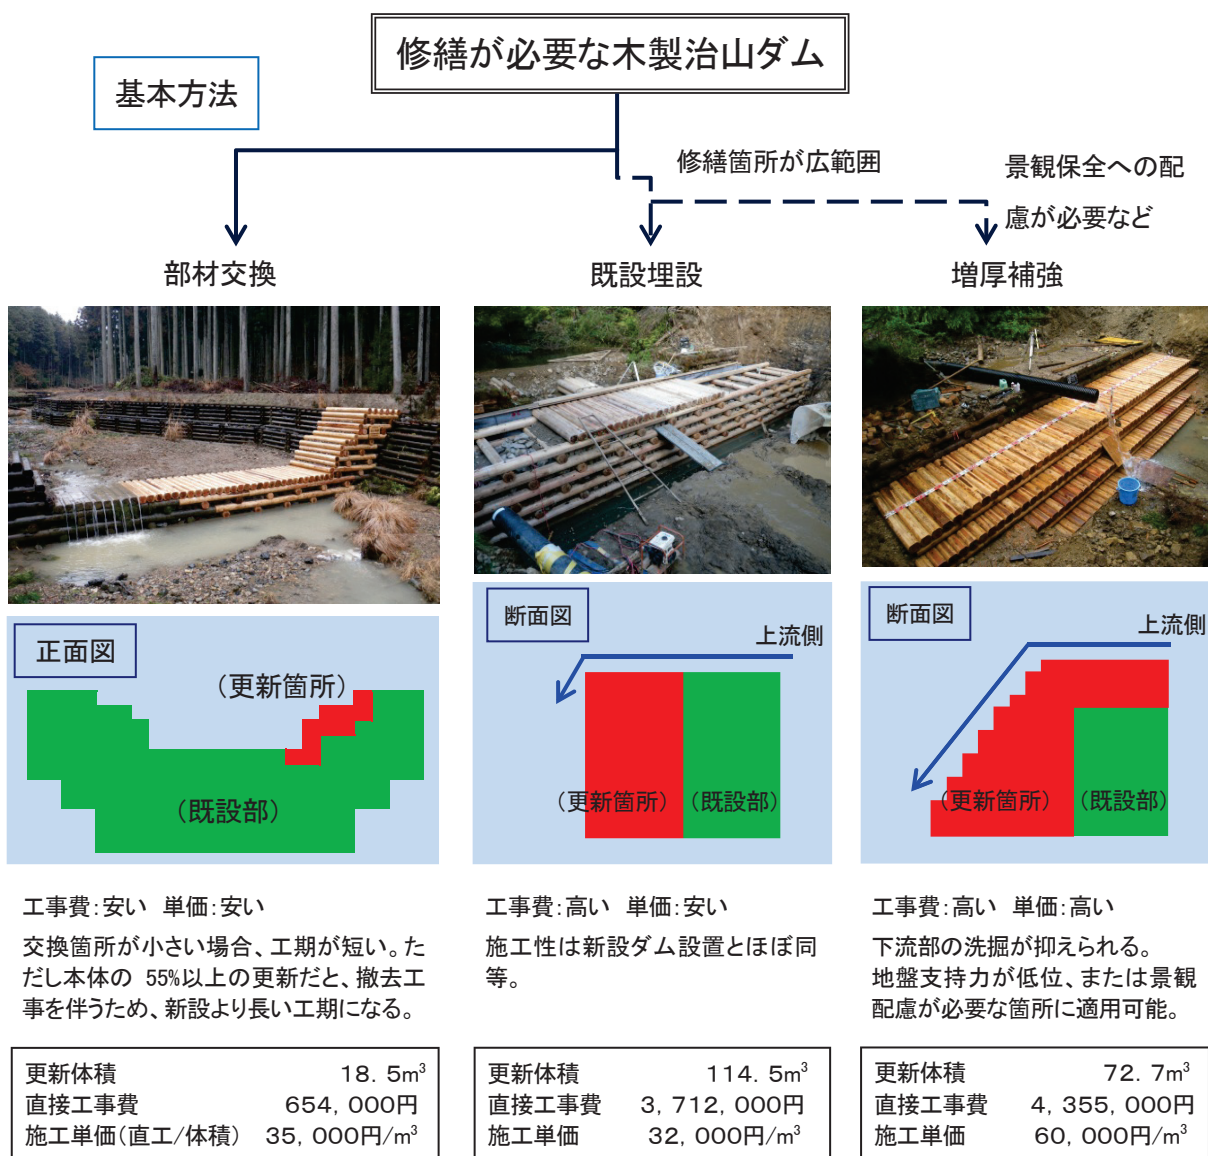 修繕が必要な木製治山ダム
基本方法
修繕箇所が広範囲
景観保全への配
慮が必要など
部材交換
既設埋設
増厚補強
正面図
（更新箇所）
（既設部）
断面図
上流側
（更新箇所）
（既設部）
断面図
上流側
（更新箇所）
（既設部）
工事費：安い 単価：安い
交換箇所が小さい場合、工期が短い。た
だし本体の 55%以上の更新だと、撤去工
事を伴うため、新設より長い工期になる。
工事費：高い 単価：安い
施工性は新設ダム設置とほぼ同
等。
工事費：高い 単価：高い
下流部の洗掘が抑えられる。
地盤支持力が低位、または景観
配慮が必要な箇所に適用可能。
更新体積 18．5m³
直接工事費 654，000円
施工単価（直工/体積） 35，000円/m³
更新体積 114．5m³
直接工事費 3，712，000円
施工単価 32，000円/m³
更新体積 72．7m³
直接工事費 4，355，000円
施工単価 60，000円/m³